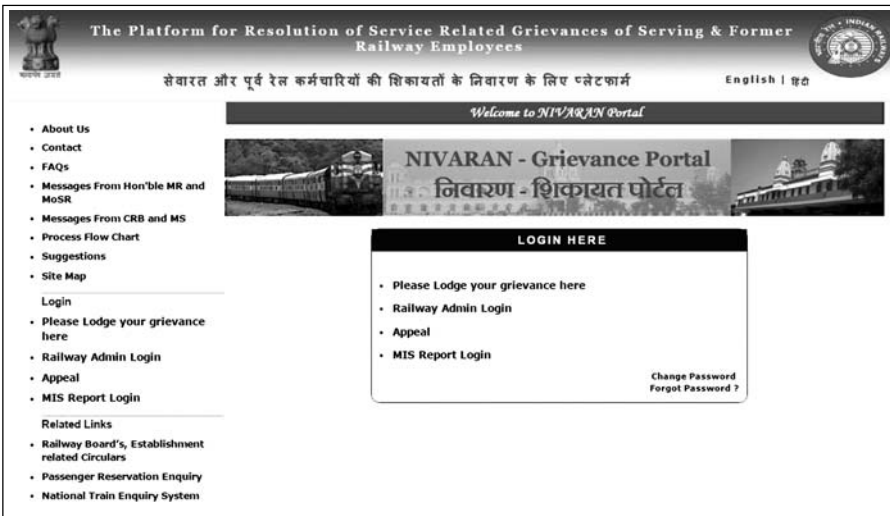 The Platform for Resolution of Service Related Grievances of Serving & Former
Railway Employees
सत्यमेव जयते
सेवारत और पूर्व रेल कर्मचारियों की शिकायतों के निवारण के लिए प्लेटफार्म
English | हिंदी
INDIAN RAILWAYS
Welcome to NIVARAN Portal
• About Us
• Contact
• FAQs
• Messages From Hon'ble MR and
MoSR
• Messages From CRB and MS
• Process Flow Chart
• Suggestions
• Site Map
Login
• Please Lodge your grievance
here
• Railway Admin Login
• Appeal
• MIS Report Login
Related Links
• Railway Board's, Establishment
related Circulars
• Passenger Reservation Enquiry
• National Train Enquiry System
NIVARAN - Grievance Portal
निवारण - शिकायत पोर्टल
LOGIN HERE
• Please Lodge your grievance here
• Railway Admin Login
• Appeal
• MIS Report Login
Change Password
Forgot Password ?